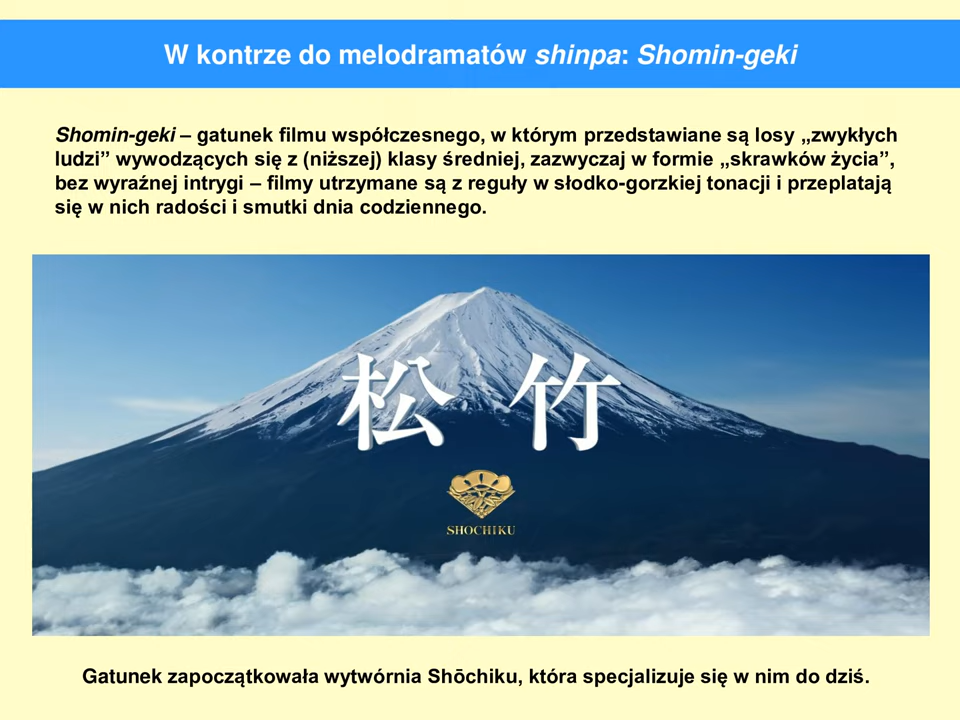 W kontrze do melodramatów shinpa: Shomin-geki
Shomin-geki – gatunek filmu współczesnego, w którym przedstawiane są losy „zwykłych
ludzi” wywodzących się z (niższej) klasy średniej, zazwyczaj w formie „skrawków życia”,
bez wyraźnej intrygi – filmy utrzymane są z reguły w słodko-gorzkiej tonacji i przeplatają
się w nich radości i smutki dnia codziennego.
松竹
SHOCHIKU
Gatunek zapoczątkowała wytwórnia Shōchiku, która specjalizuje się w nim do dziś.